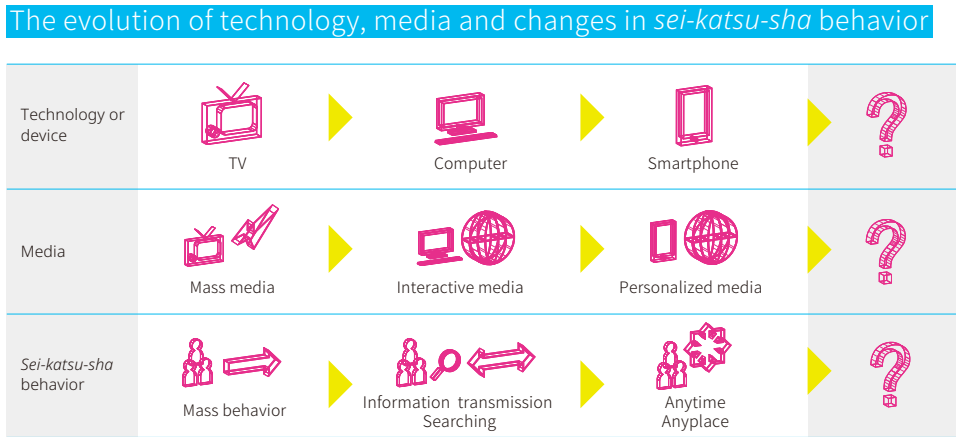 The evolution of technology, media and changes in sei-katsu-sha behavior
Technology or
device
TV
Computer
Smartphone
?
Media
Mass media
Interactive media
Personalized media
?
Sei-katsu-sha
behavior
Mass behavior
Information transmission
Searching
Anytime
Anyplace
?